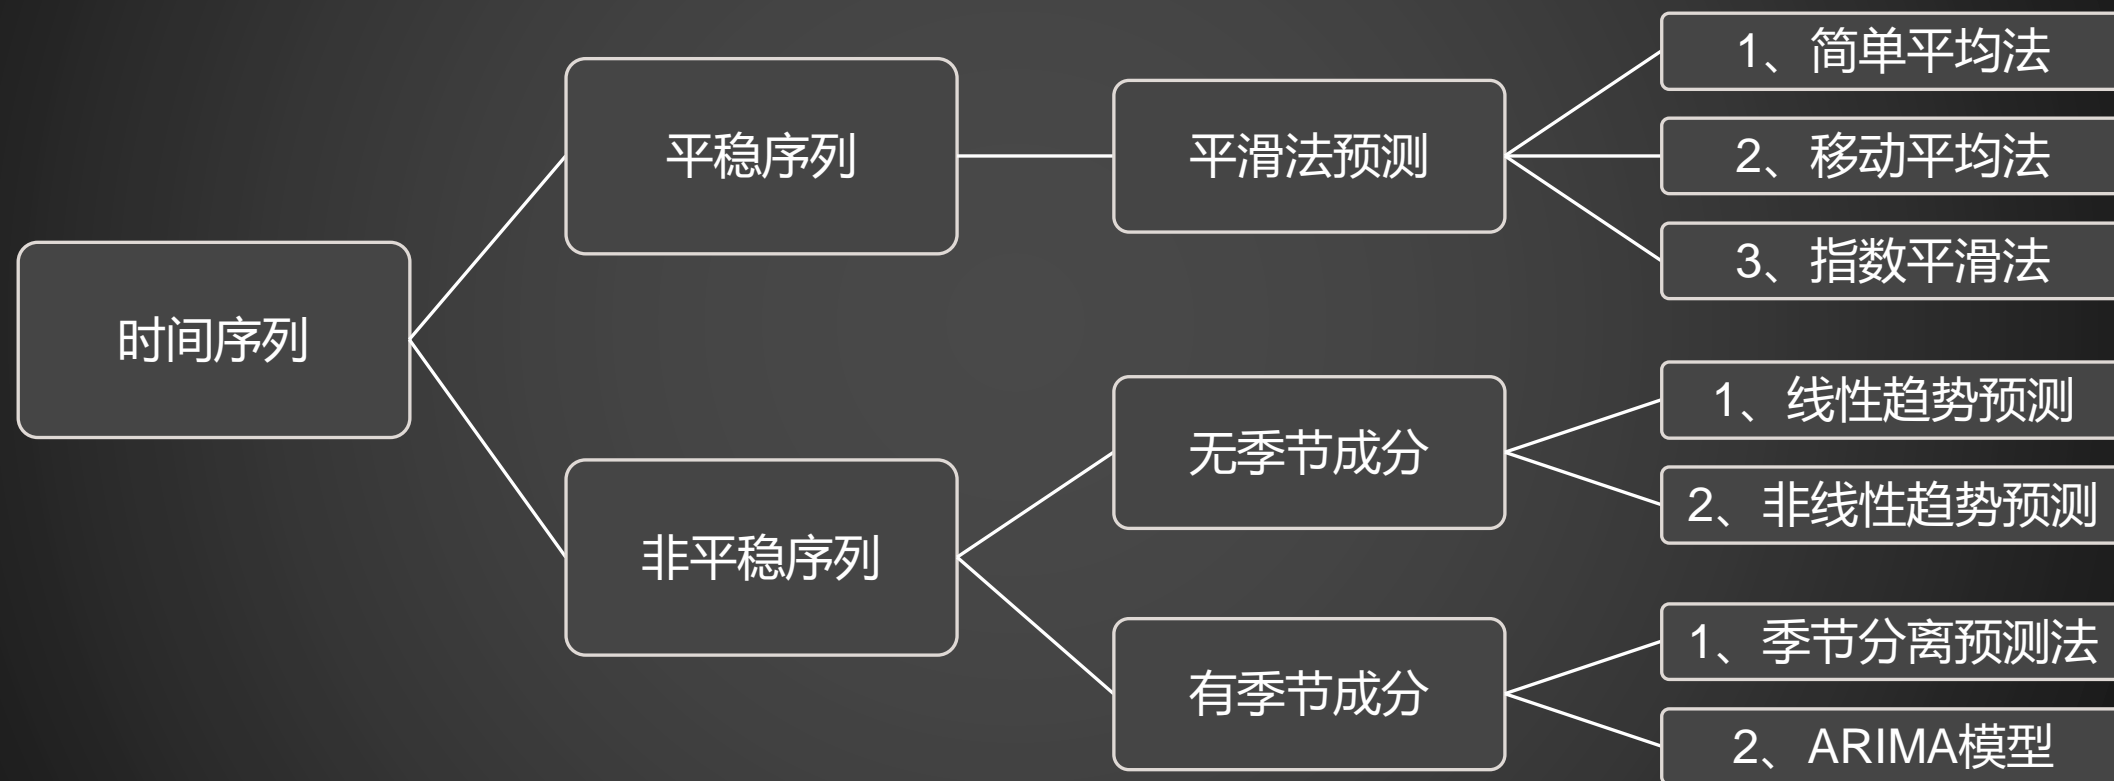 时间序列
平稳序列
平滑法预测
1、简单平均法
2、移动平均法
3、指数平滑法
非平稳序列
无季节成分
1、线性趋势预测
2、非线性趋势预测
有季节成分
1、季节分离预测法
2、ARIMA模型